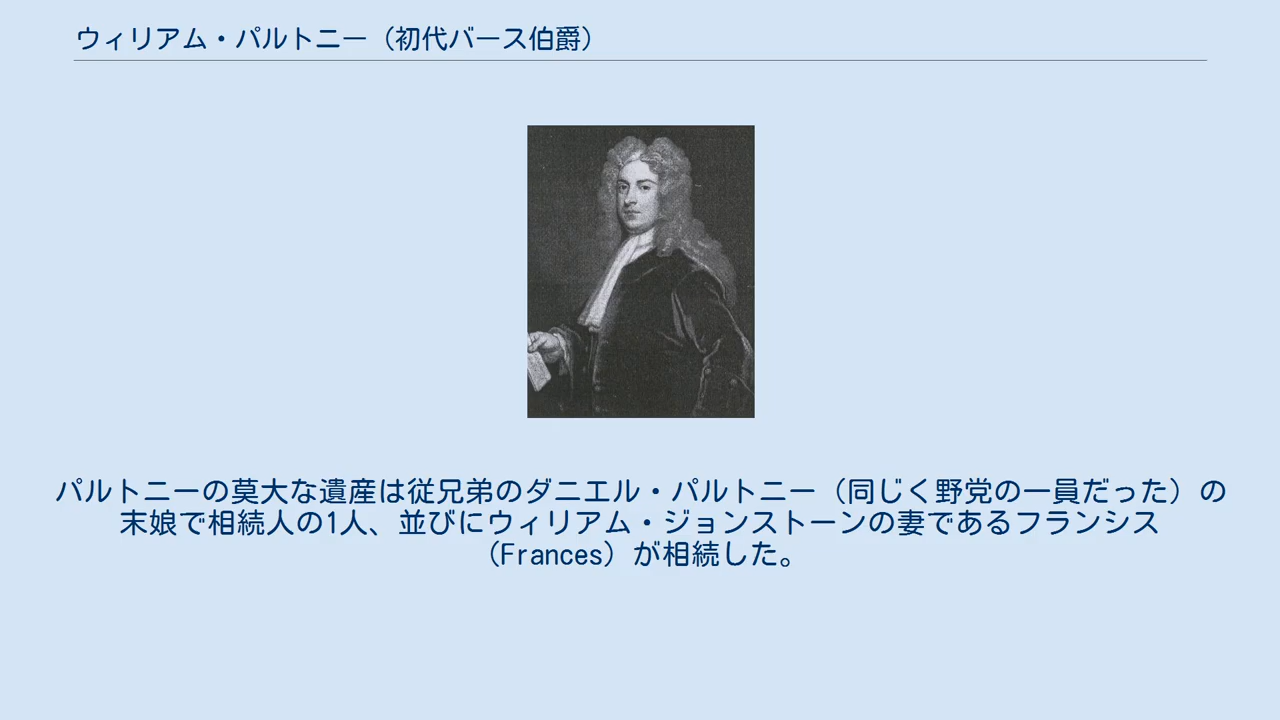 ウィリアム・パルトニー（初代バース伯爵）
パルトニーの莫大な遺産は従兄弟のダニエル・パルトニー（同じく野党の一員だった）の
末娘で相続人の1人、並びにウィリアム・ジョンストーンの妻であるフランシス
（Frances）が相続した。